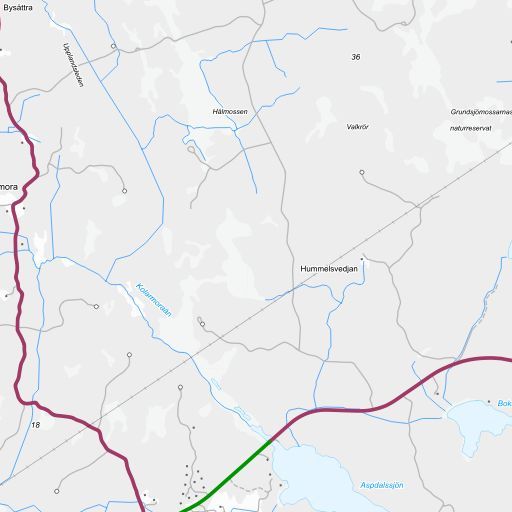 Bysättra
Upplandsleden
36
Hälmossen
Valkrör
Grundsjömossarnas
naturreservat
mora
Hummelsvedjan
Kolarmoraån
Bok
18
Aspdalssjön